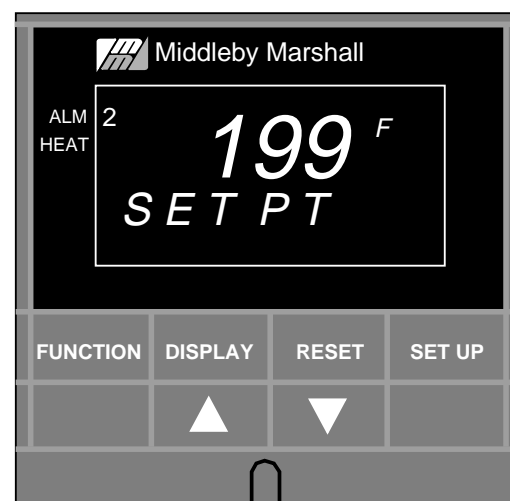 Middleby Marshall
ALM 2
HEAT
199 F
SET PT
FUNCTION DISPLAY RESET SET UP